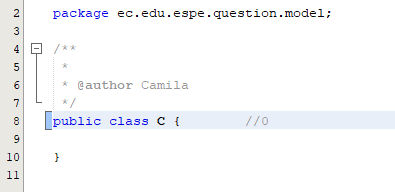 2 package ec.edu.espe.question.model;
3
4 /**
5 *
6 * @author Camila
7 */
8 public class C { //0
9
10 }
11